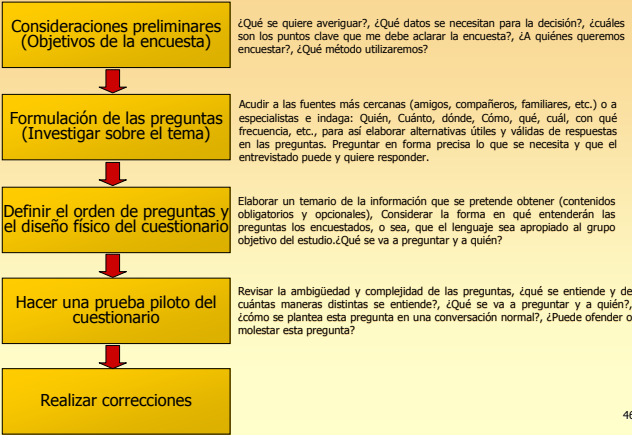 Consideraciones preliminares
(Objetivos de la encuesta)
¿Qué se quiere averiguar?, ¿Qué datos se necesitan para la decisión?, ¿cuáles
son los puntos clave que me debe aclarar la encuesta?, ¿A quiénes queremos
encuestar?, ¿Qué método utilizaremos?
Formulación de las preguntas
(Investigar sobre el tema)
Acudir a las fuentes más cercanas (amigos, compañeros, familiares, etc.) o a
especialistas e indaga: Quién, Cuánto, dónde, Cómo, qué, cuál, con qué
frecuencia, etc., para así elaborar alternativas útiles y válidas de respuestas
en las preguntas. Preguntar en forma precisa lo que se necesita y que el
entrevistado puede y quiere responder.
Definir el orden de preguntas y
el diseño físico del cuestionario
Elaborar un temario de la información que se pretende obtener (contenidos
obligatorios y opcionales), Considerar la forma en qué entenderán las
preguntas los encuestados, o sea, que el lenguaje sea apropiado al grupo
objetivo del estudio.¿Qué se va a preguntar y a quién?
Hacer una prueba piloto del
cuestionario
Revisar la ambigüedad y complejidad de las preguntas, ¿qué se entiende y de
cuántas maneras distintas se entiende?, ¿Qué se va a preguntar y a quién?,
¿cómo se plantea esta pregunta en una conversación normal?, ¿Puede ofender o
molestar esta pregunta?
Realizar correcciones
46